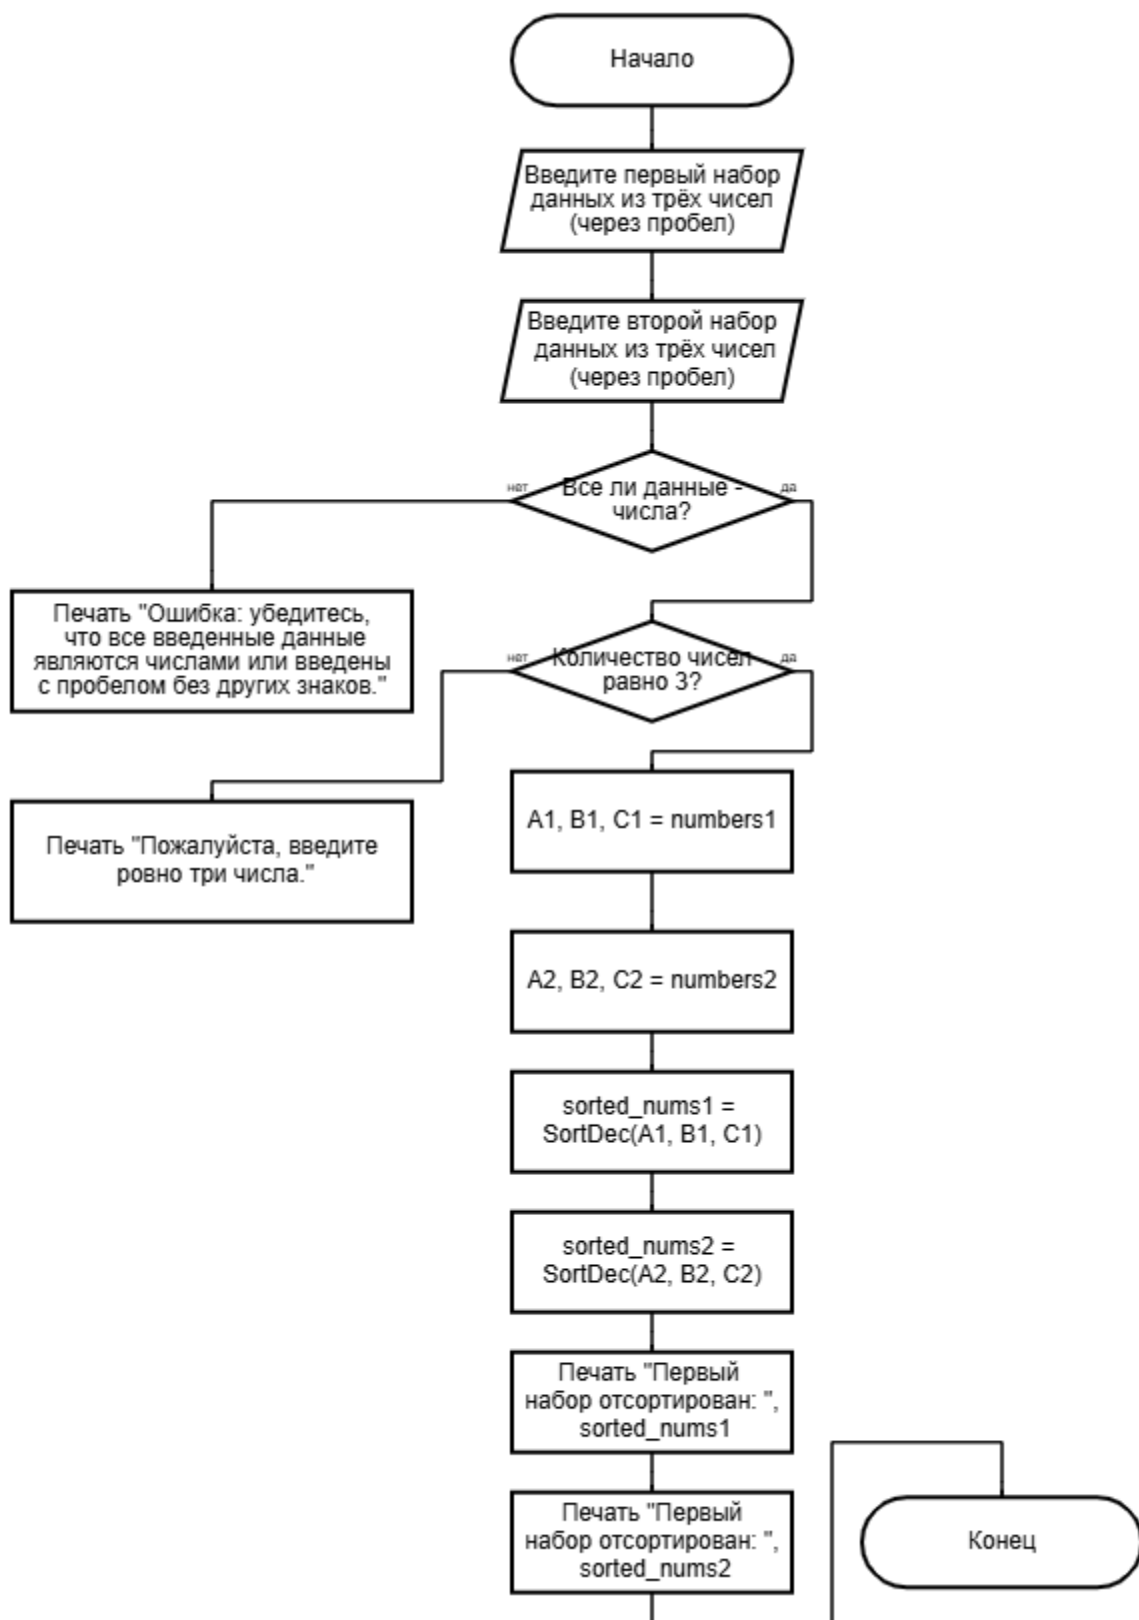 Начало
Введите первый набор
данных из трёх чисел
(через пробел)
Введите второй набор
данных из трёх чисел
(через пробел)
нет
Все ли данные -
числа?
да
Печать "Ошибка: убедитесь,
что все введенные данные
являются числами или введены
с пробелом без других знаков."
нет
Количество чисел
равно 3?
да
Печать "Пожалуйста, введите
ровно три числа."
A1, B1, C1 = numbers1
A2, B2, C2 = numbers2
sorted_nums1 =
SortDec(A1, B1, C1)
sorted_nums2 =
SortDec(A2, B2, C2)
Печать "Первый
набор отсортирован: ",
sorted_nums1
Печать "Первый
набор отсортирован: ",
sorted_nums2
Конец